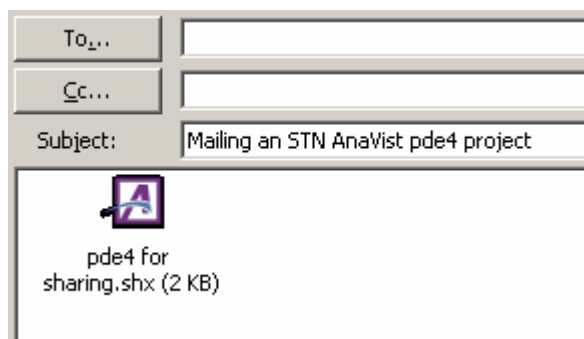 To...
Cc...
Subject: Mailing an STN AnaVist pde4 project
A
pde4 for
sharing.shx (2 KB)